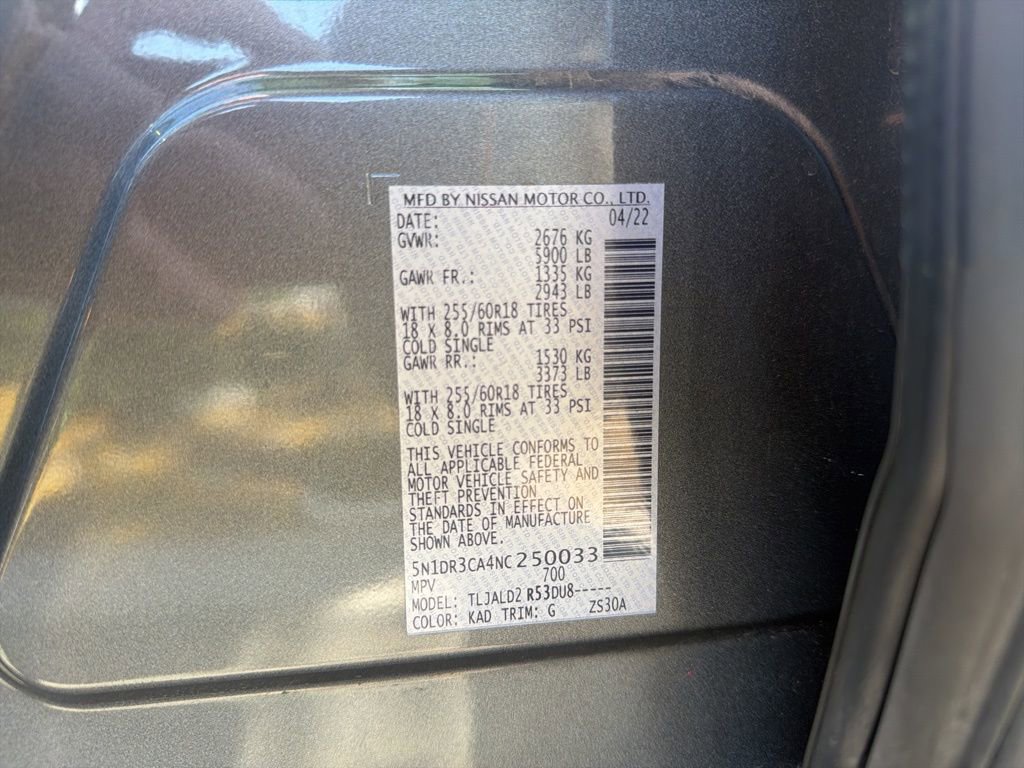 MFD BY NISSAN MOTOR CO., LTD.
DATE: 04/22
GVWR: 2676 KG
5900 LB
GAWR FR.: 1335 KG
2943 LB
WITH 255/60R18 TIRES
18 X 8.0 RIMS AT 33 PSI
COLD SINGLE
GAWR RR.: 1530 KG
3373 LB
WITH 255/60R18 TIRES
18 X 8.0 RIMS AT 33 PSI
COLD SINGLE
THIS VEHICLE CONFORMS TO
ALL APPLICABLE FEDERAL
MOTOR VEHICLE SAFETY AND
THEFT PREVENTION
STANDARDS IN EFFECT ON
THE DATE OF MANUFACTURE
SHOWN ABOVE.
5N1DR3CA4NC250033
MPV 700
MODEL: TLJALD2 R53DU8-----
COLOR: KAD TRIM: G ZS30A